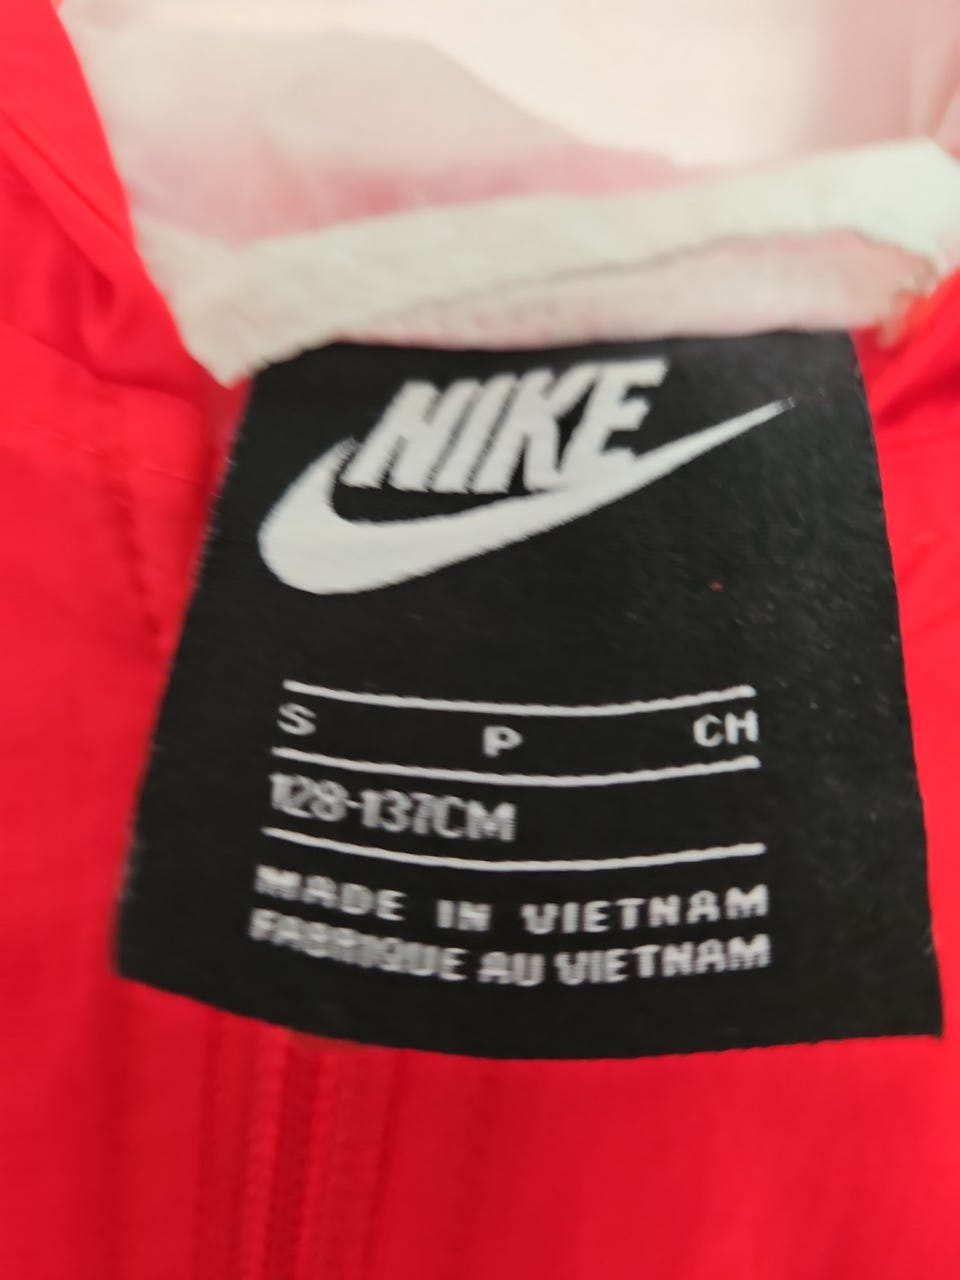 NIKE
S P CH
128-137CM
MADE IN VIETNAM
FABRIQUE AU VIETNAM